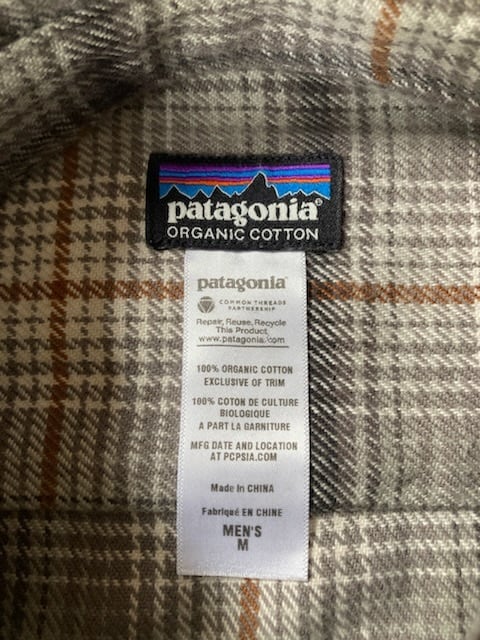 patagonia®
ORGANIC COTTON
patagonia™
COMMON THREADS
PARTNERSHIP
Repair, Reuse, Recycle
This Product
www.patagonia.com
100% ORGANIC COTTON
EXCLUSIVE OF TRIM
100% COTON DE CULTURE
BIOLOGIQUE
A PART LA GARNITURE
MFG DATE AND LOCATION
AT PCPSIA.COM
Made in CHINA
Fabriqué EN CHINE
MEN'S
M